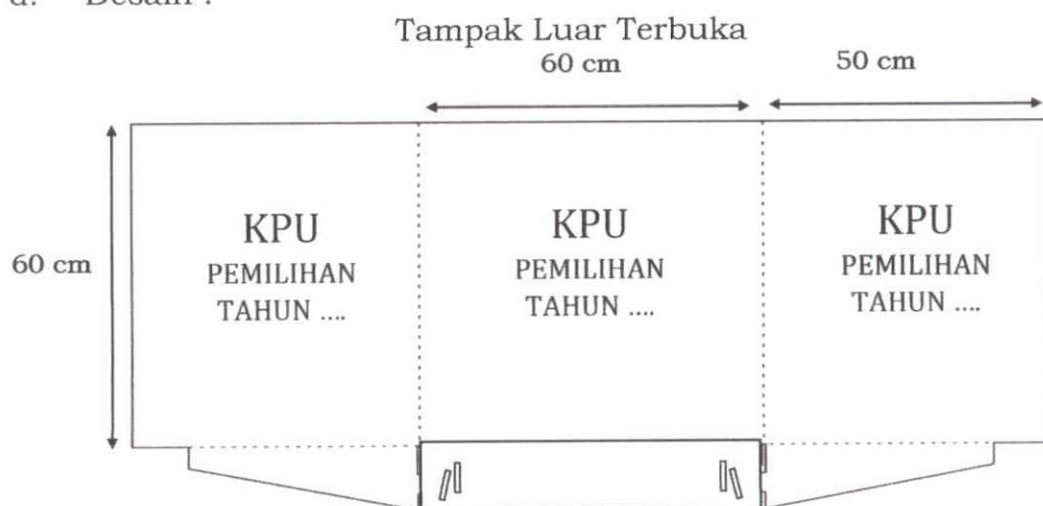 d. Desain :
Tampak Luar Terbuka
60 cm 50 cm
60 cm
KPU
PEMILIHAN
TAHUN ....
KPU
PEMILIHAN
TAHUN ....
KPU
PEMILIHAN
TAHUN ....